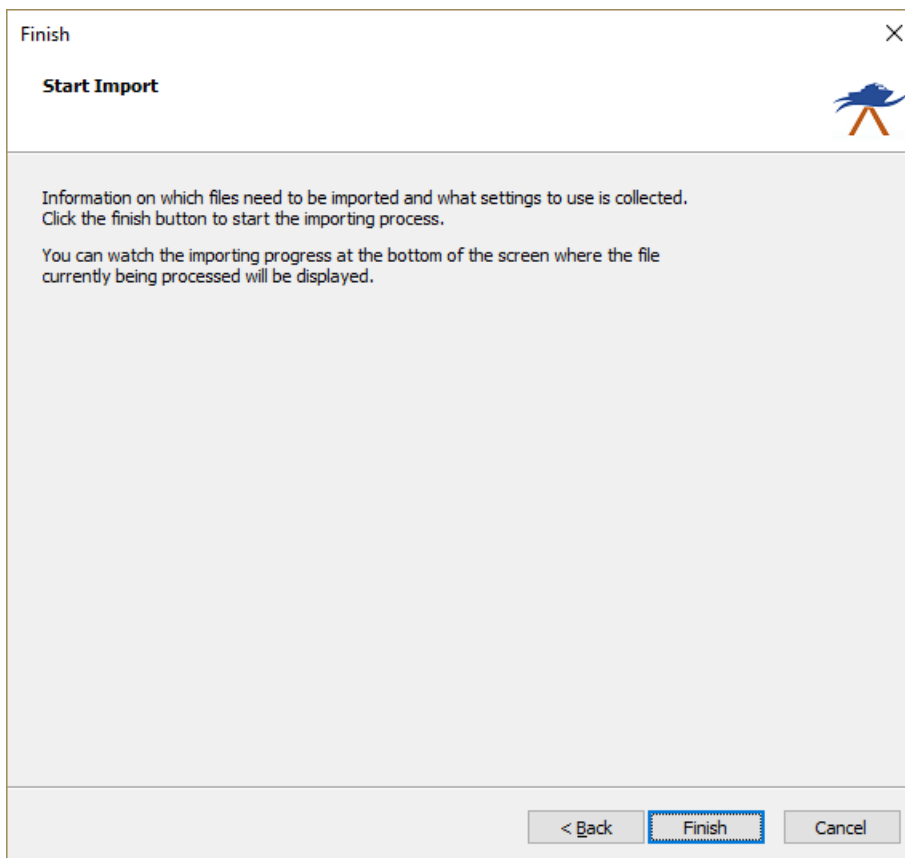 Finish
Start Import
Information on which files need to be imported and what settings to use is collected.
Click the finish button to start the importing process.
You can watch the importing progress at the bottom of the screen where the file
currently being processed will be displayed.
< Back
Finish
Cancel